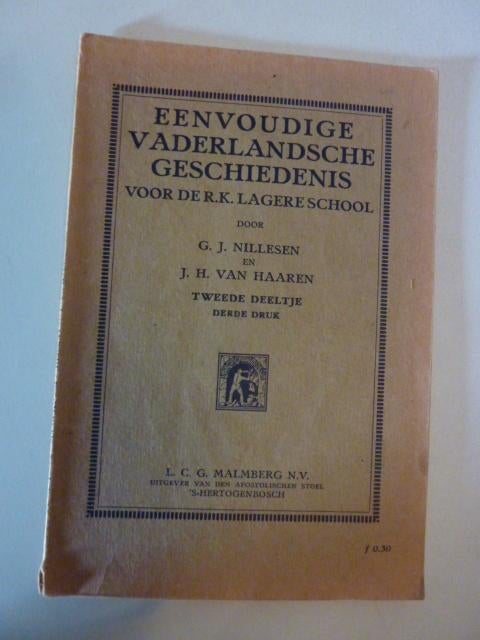 EENVOUDIGE
VADERLANDSCHE
GESCHIEDENIS
VOOR DE R.K. LAGERE SCHOOL
DOOR
G. J. NILLESEN
EN
J. H. VAN HAAREN
TWEEDE DEELTJE
DERDE DRUK
L. C. G. MALMBERG N.V.
UITGEVER VAN DEN APOSTOLISCHEN STOEL
'S-HERTOGENBOSCH
f 0.50